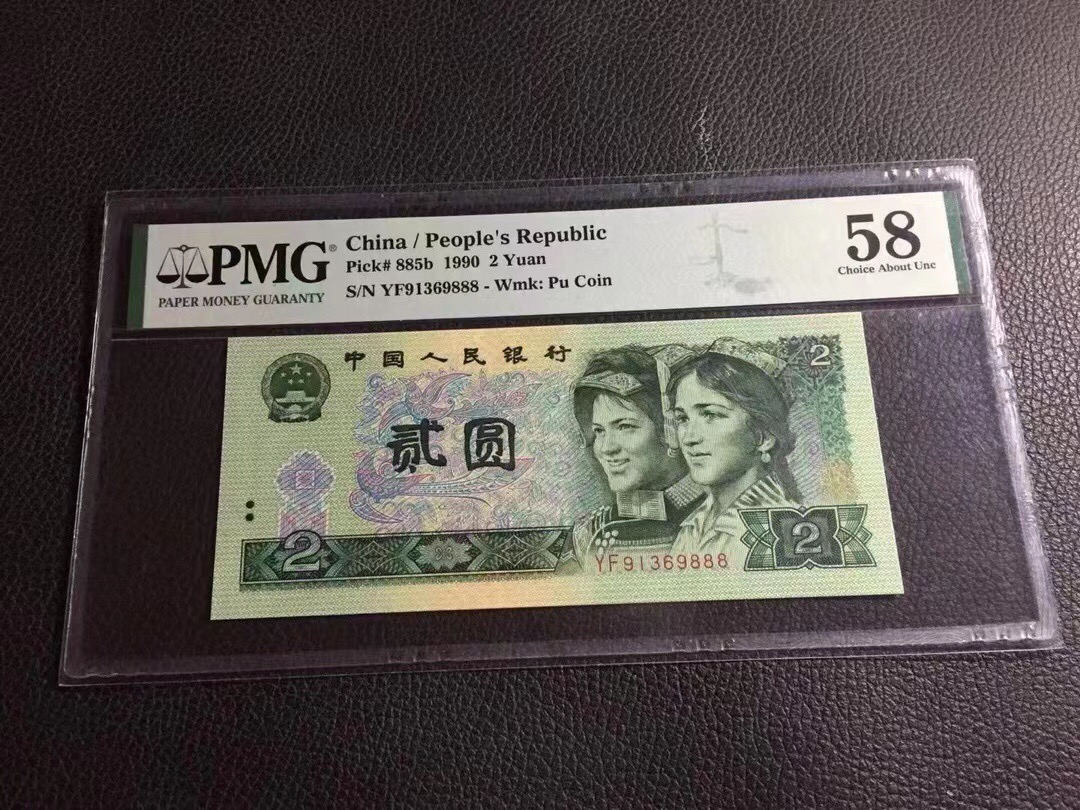 PMG®
PAPER MONEY GUARANTY
China / People's Republic
Pick# 885b 1990 2 Yuan
S/N YF91369888 - Wmk: Pu Coin
58
Choice About Unc
中国人民银行
2
贰圆
2
YF91369888
2